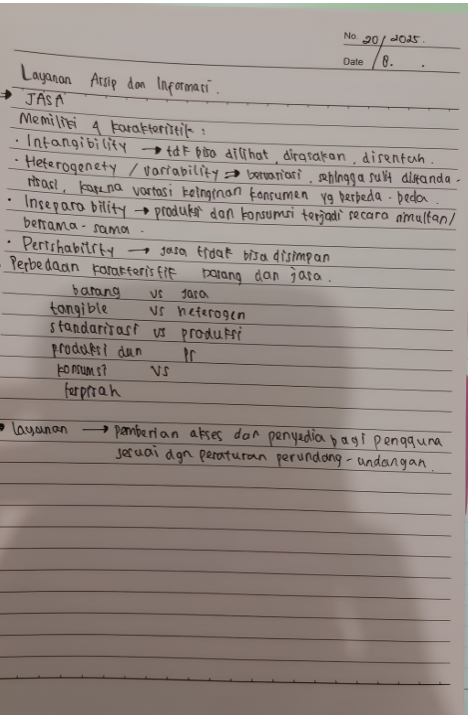 No. 20/2025.
Date /8. .
Layanan Arsip dan Informasi.
→ JASA
Memiliki 4 karakteristik :
• Intangibility → tdk bisa dilihat, dirasakan, disentuh.
• Heterogenety / variability → bervariasi, sehingga sulit distanda-
risasi, karena variasi keinginan konsumen yg berbeda-beda.
• Insepara bility → produksi dan konsumsi terjadi secara simultan/
bersama-sama.
• Perishability → jasa tidak bisa disimpan
Perbedaan karakteristik barang dan jasa.
barang vs jasa
tangible vs heterogen
standarisasi vs produksi
produksi dan Pr
konsumsi vs
terpisah
• layanan → pemberian akses dan penyedia bagi pengguna
sesuai dgn peraturan perundang-undangan.